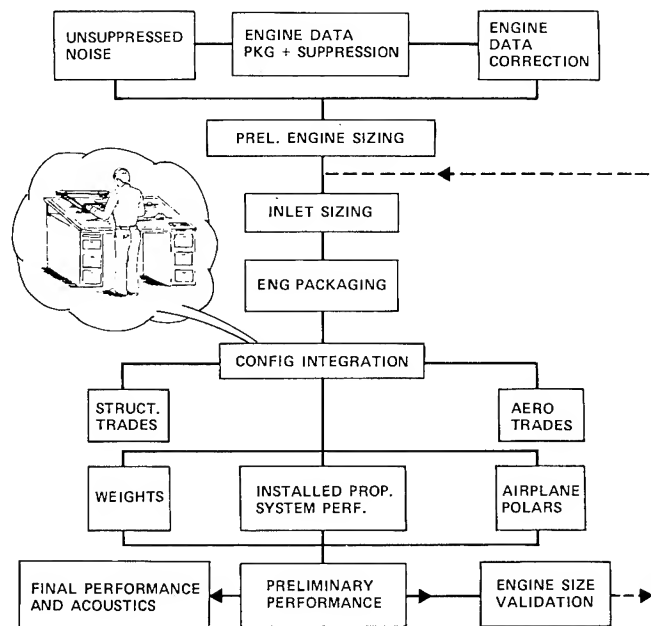 UNSUPPRESSED
NOISE
ENGINE DATA
PKG + SUPPRESSION
ENGINE
DATA
CORRECTION
PREL. ENGINE SIZING
INLET SIZING
ENG PACKAGING
CONFIG INTEGRATION
STRUCT.
TRADES
AERO
TRADES
WEIGHTS
INSTALLED PROP.
SYSTEM PERF.
AIRPLANE
POLARS
FINAL PERFORMANCE
AND ACOUSTICS
PRELIMINARY
PERFORMANCE
ENGINE SIZE
VALIDATION